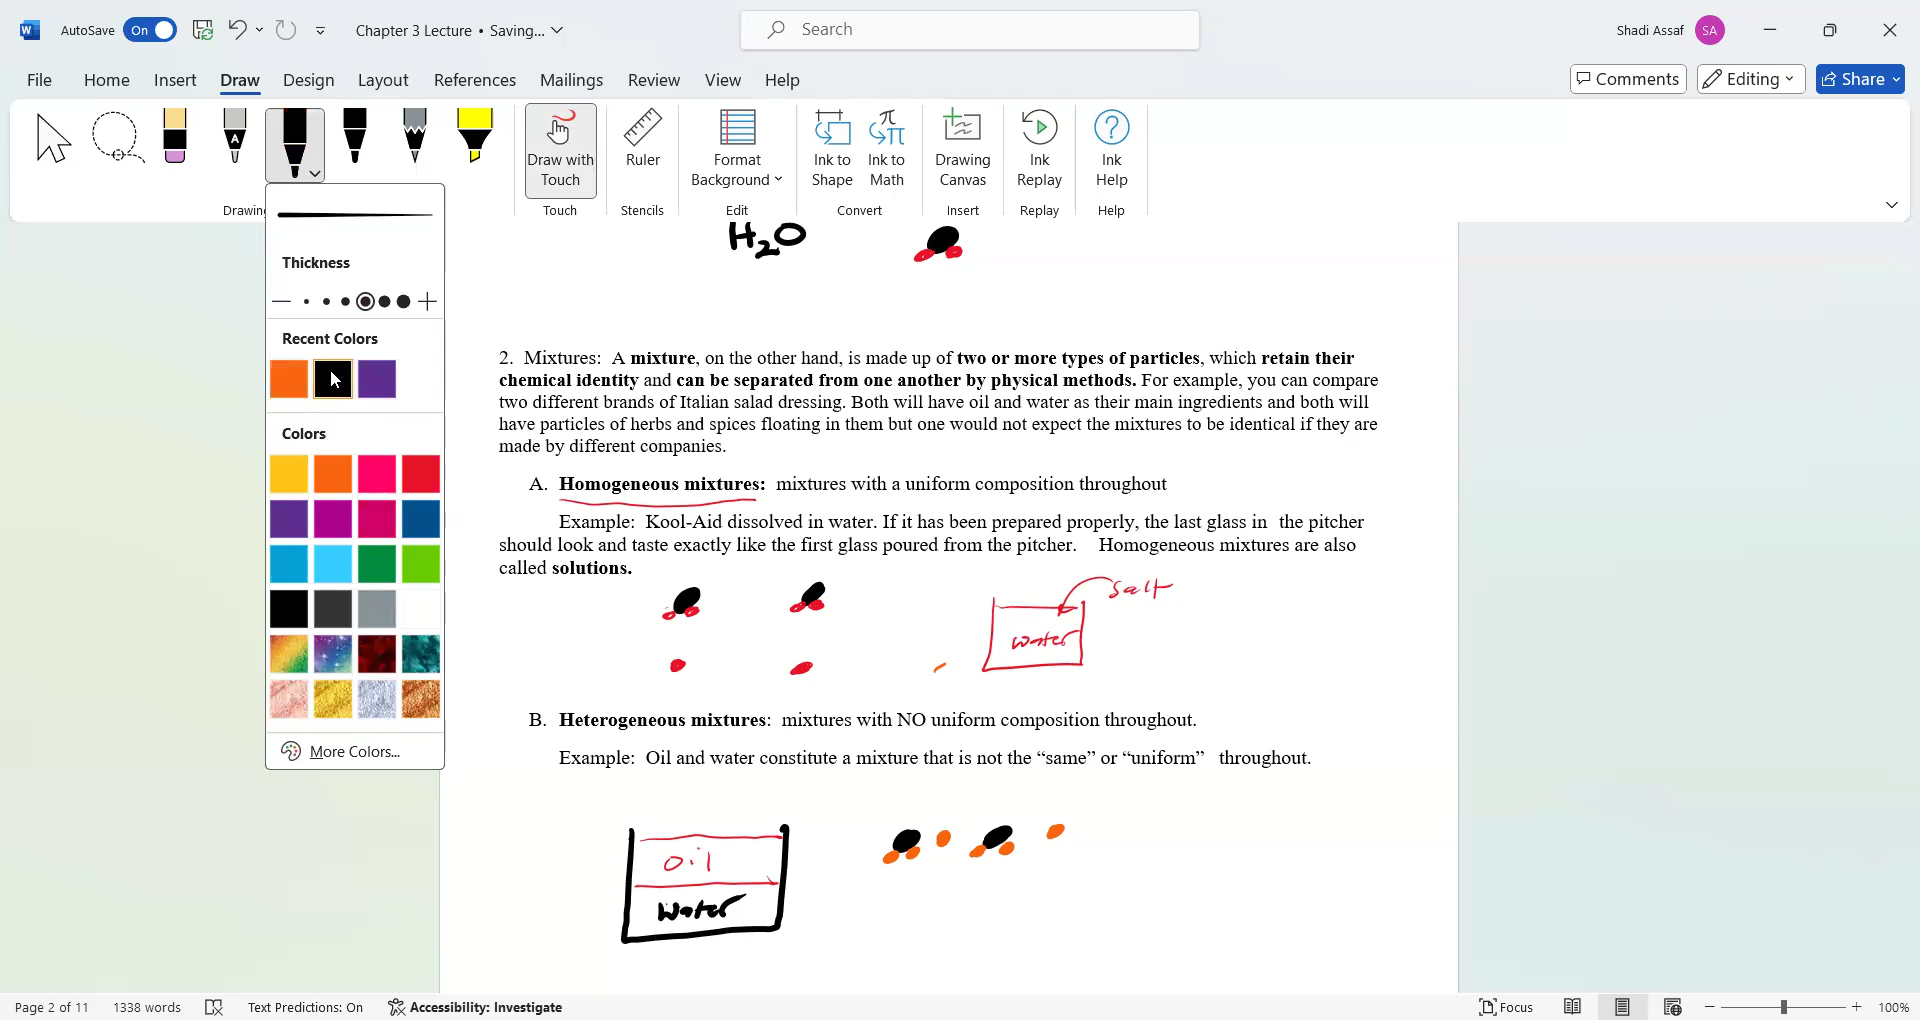 AutoSave On Chapter 3 Lecture • Saving... Search Shadi Assaf SA
File Home Insert Draw Design Layout References Mailings Review View Help Comments Editing Share
A
Draw with Touch
Ruler
Format Background
Ink to Shape
Ink to Math
Drawing Canvas
Ink Replay
Ink Help
Drawing Touch Stencils Edit Convert Insert Replay Help
Thickness
Recent Colors
Colors
More Colors...
H₂O
2. Mixtures: A mixture, on the other hand, is made up of two or more types of particles, which retain their
chemical identity and can be separated from one another by physical methods. For example, you can compare
two different brands of Italian salad dressing. Both will have oil and water as their main ingredients and both will
have particles of herbs and spices floating in them but one would not expect the mixtures to be identical if they are
made by different companies.
A. Homogeneous mixtures: mixtures with a uniform composition throughout
Example: Kool-Aid dissolved in water. If it has been prepared properly, the last glass in the pitcher
should look and taste exactly like the first glass poured from the pitcher. Homogeneous mixtures are also
called solutions.
salt
water
B. Heterogeneous mixtures: mixtures with NO uniform composition throughout.
Example: Oil and water constitute a mixture that is not the “same” or “uniform” throughout.
oil
water
Page 2 of 11 1338 words Text Predictions: On Accessibility: Investigate Focus 100%